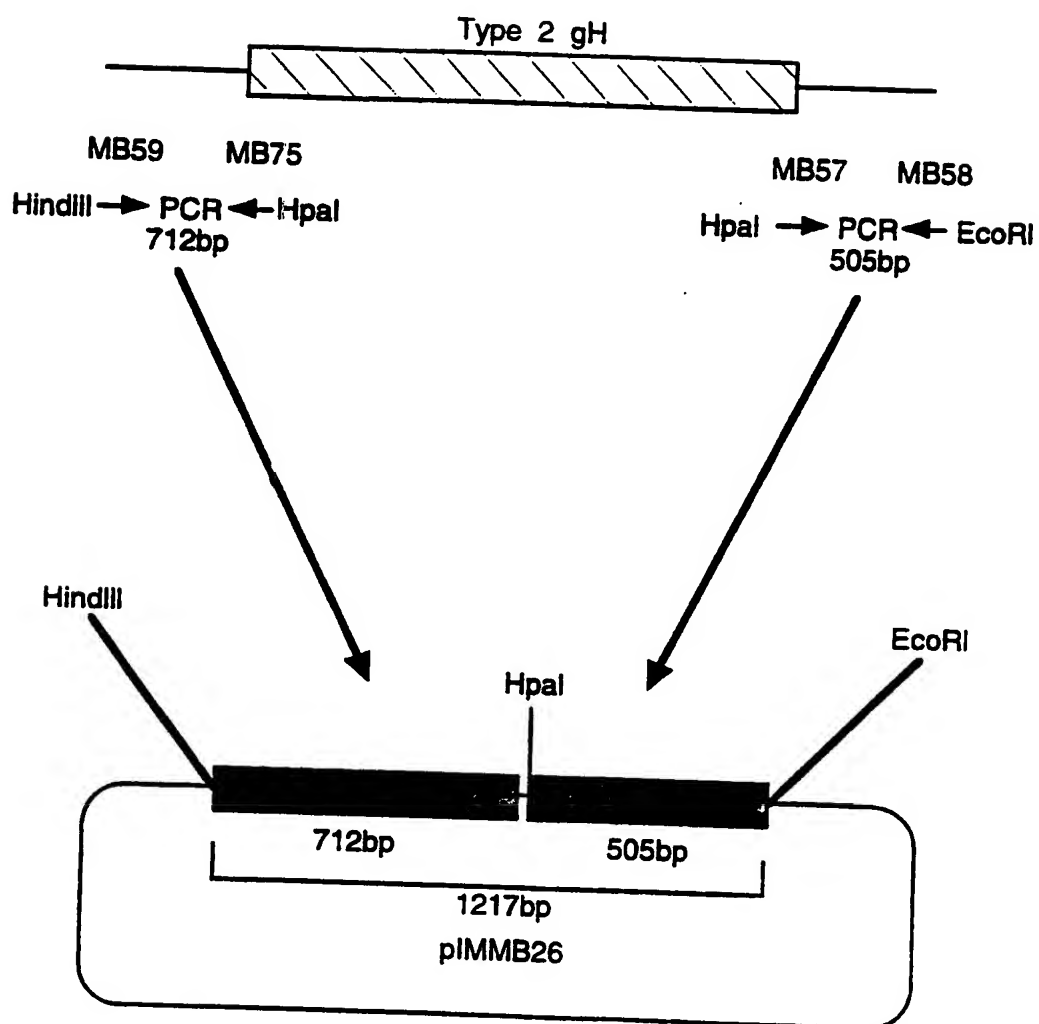 Type 2 gH
MB59 MB75
HindIII PCR HpaI
712bp
MB57 MB58
HpaI PCR EcoRI
505bp
HindIII
EcoRI
HpaI
712bp
505bp
1217bp
pIMMB26